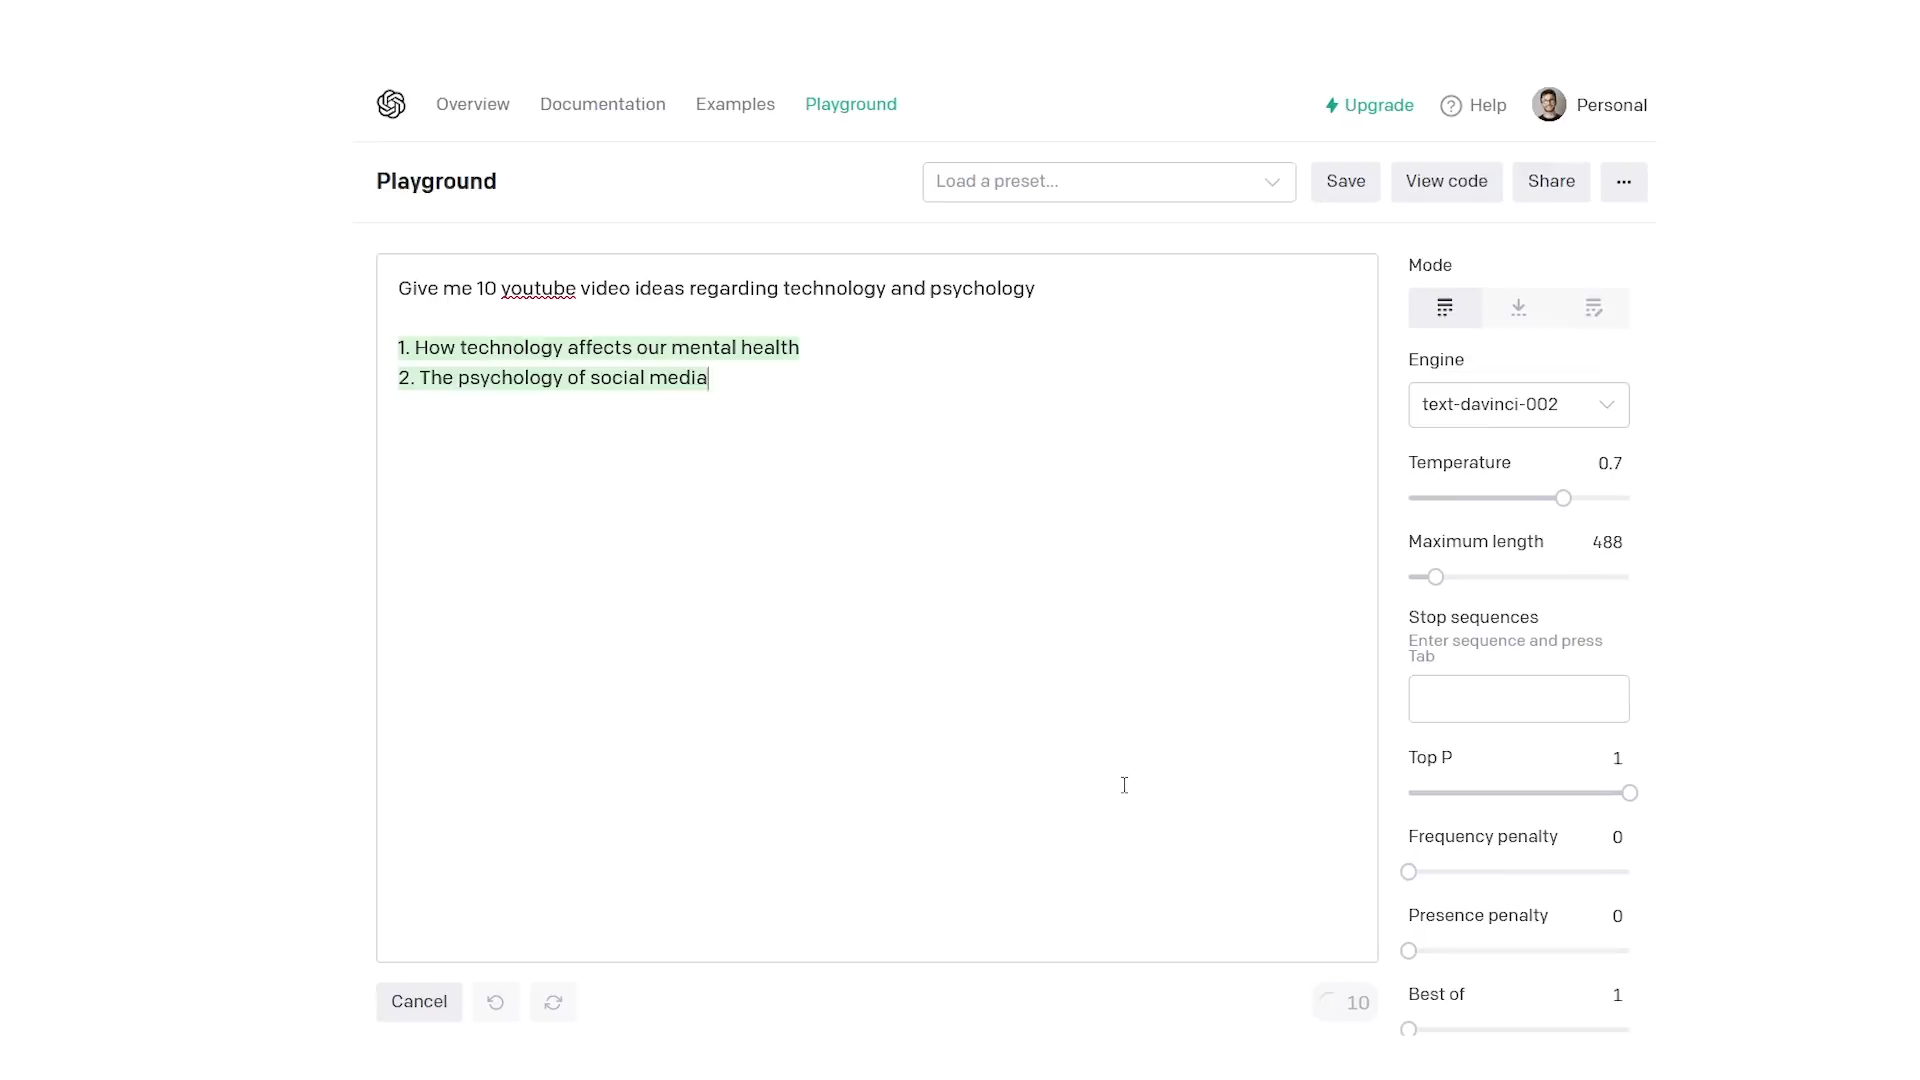 Overview Documentation Examples Playground Upgrade Help Personal
Playground Load a preset... Save View code Share ...
Give me 10 youtube video ideas regarding technology and psychology
1. How technology affects our mental health
2. The psychology of social media
Mode
Engine
text-davinci-002
Temperature 0.7
Maximum length 488
Stop sequences
Enter sequence and press
Tab
Top P 1
Frequency penalty 0
Presence penalty 0
Best of 1
Cancel 10